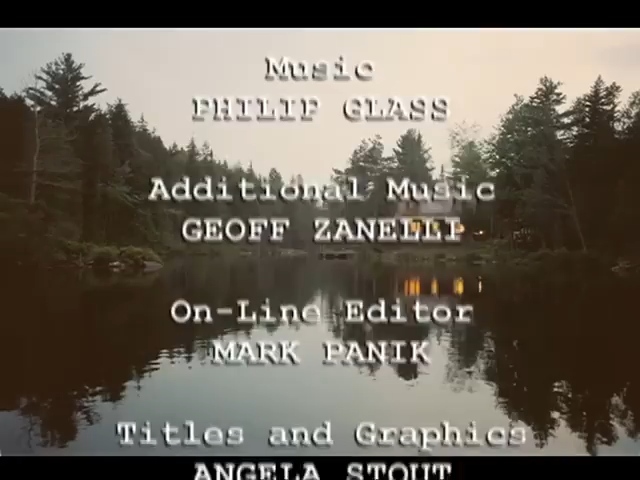 Music
PHILIP GLASS
Additional Music
GEOFF ZANELLI
On-Line Editor
MARK PANIK
Titles and Graphics
ANGELA STOUT